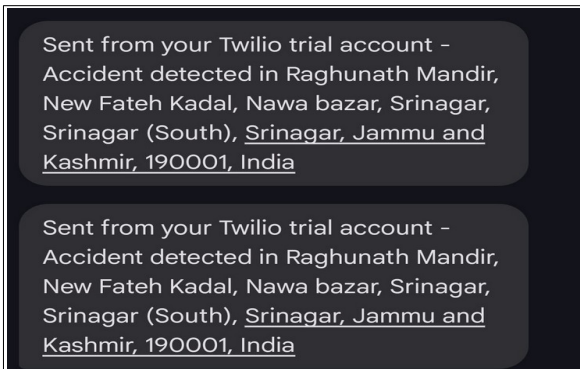 Sent from your Twilio trial account -
Accident detected in Raghunath Mandir,
New Fateh Kadal, Nawa bazar, Srinagar,
Srinagar (South), Srinagar, Jammu and
Kashmir, 190001, India
Sent from your Twilio trial account -
Accident detected in Raghunath Mandir,
New Fateh Kadal, Nawa bazar, Srinagar,
Srinagar (South), Srinagar, Jammu and
Kashmir, 190001, India